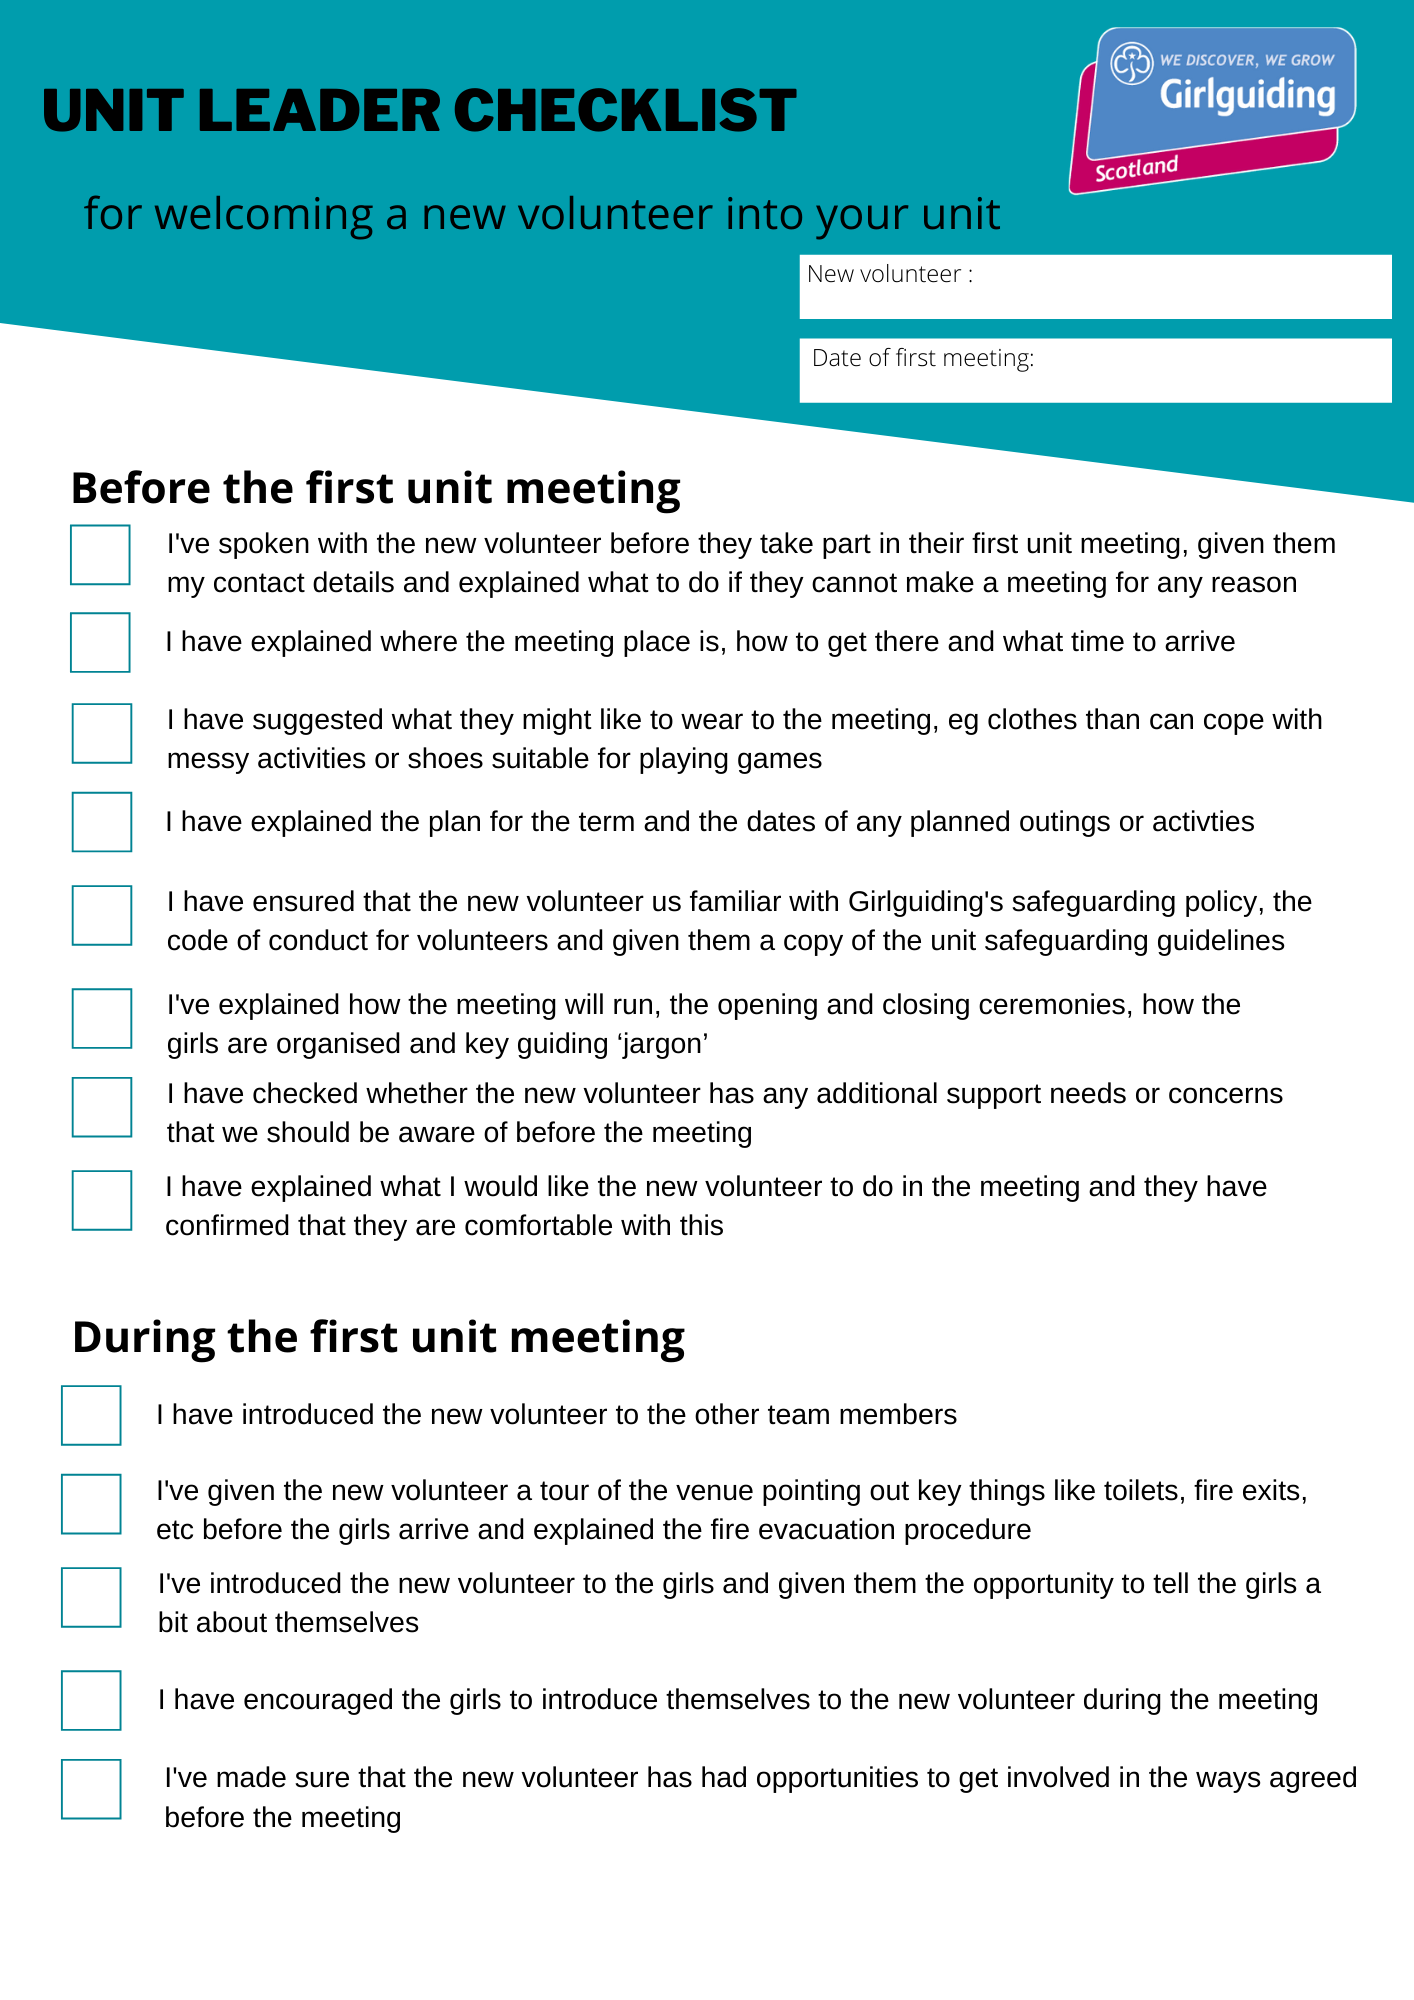 UNIT LEADER CHECKLIST
WE DISCOVER, WE GROW
Girlguiding
Scotland
for welcoming a new volunteer into your unit
New volunteer :
Date of first meeting:
Before the first unit meeting
I've spoken with the new volunteer before they take part in their first unit meeting, given them
my contact details and explained what to do if they cannot make a meeting for any reason
I have explained where the meeting place is, how to get there and what time to arrive
I have suggested what they might like to wear to the meeting, eg clothes than can cope with
messy activities or shoes suitable for playing games
I have explained the plan for the term and the dates of any planned outings or activties
I have ensured that the new volunteer us familiar with Girlguiding's safeguarding policy, the
code of conduct for volunteers and given them a copy of the unit safeguarding guidelines
I've explained how the meeting will run, the opening and closing ceremonies, how the
girls are organised and key guiding ‘jargon’
I have checked whether the new volunteer has any additional support needs or concerns
that we should be aware of before the meeting
I have explained what I would like the new volunteer to do in the meeting and they have
confirmed that they are comfortable with this
During the first unit meeting
I have introduced the new volunteer to the other team members
I've given the new volunteer a tour of the venue pointing out key things like toilets, fire exits,
etc before the girls arrive and explained the fire evacuation procedure
I've introduced the new volunteer to the girls and given them the opportunity to tell the girls a
bit about themselves
I have encouraged the girls to introduce themselves to the new volunteer during the meeting
I've made sure that the new volunteer has had opportunities to get involved in the ways agreed
before the meeting